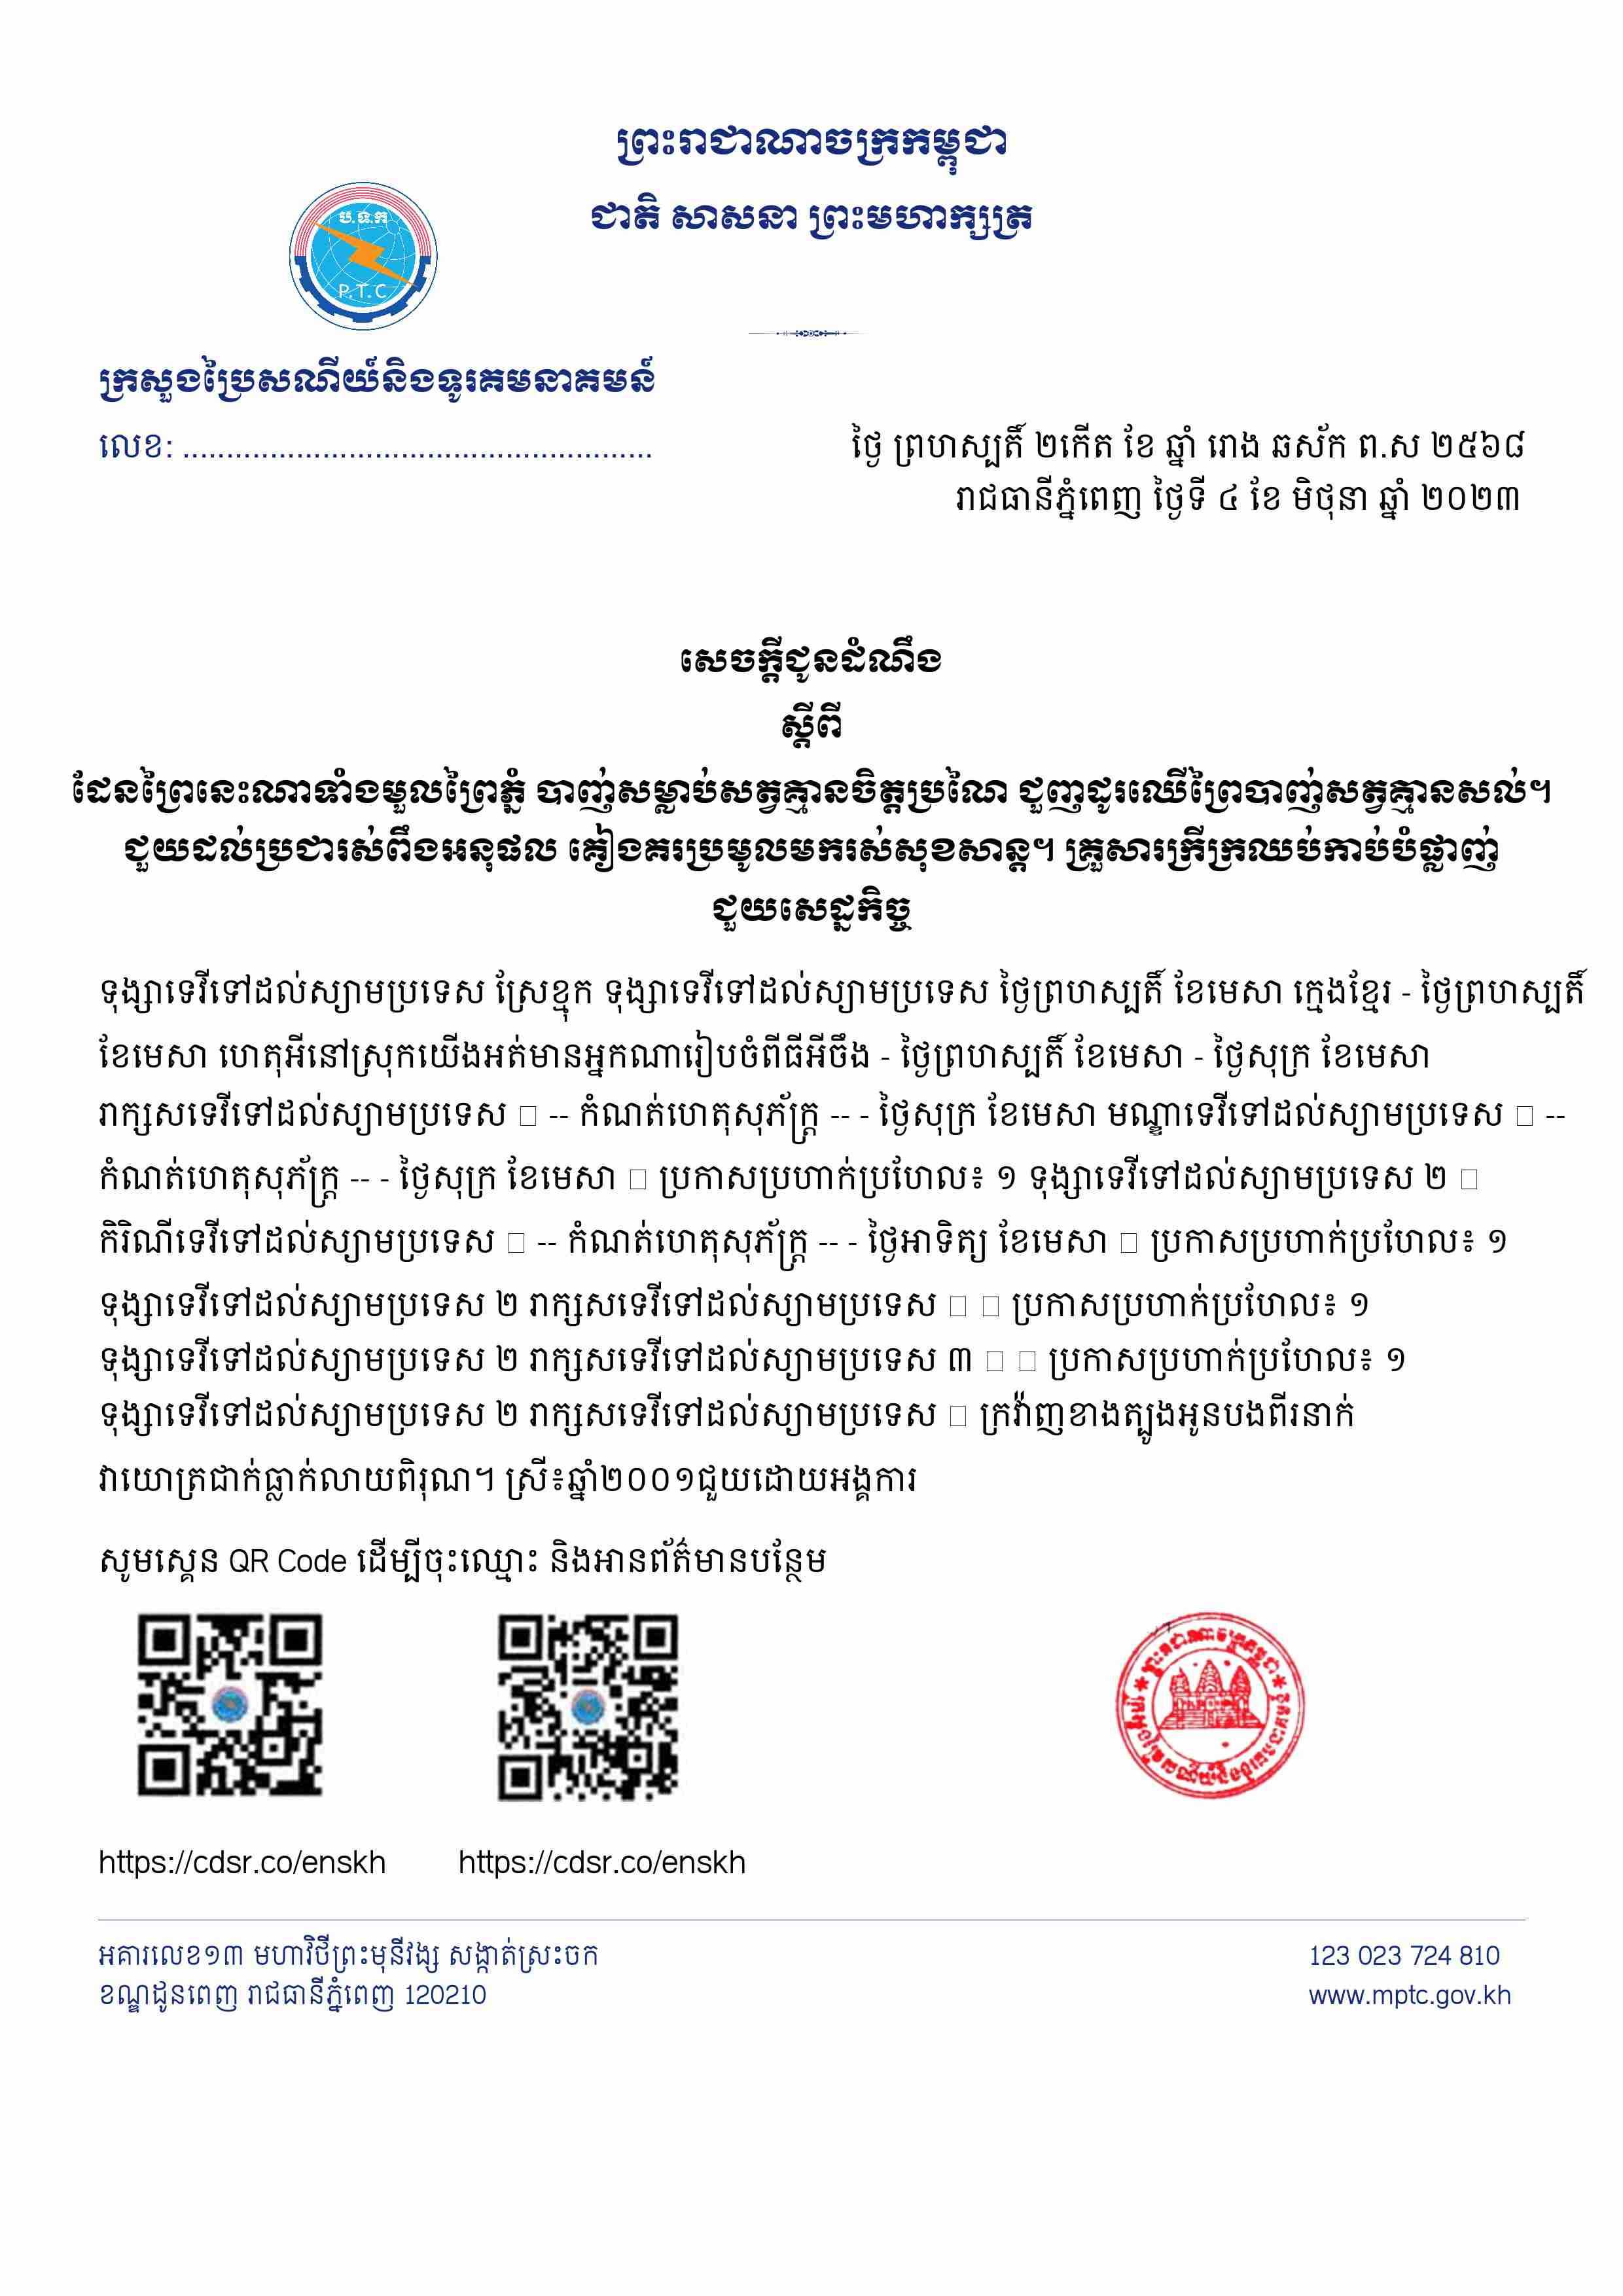 ព្រះរាជាណាចក្រកម្ពុជា
ជាតិ សាសនា ព្រះមហាក្សត្រ
ប.ទ.ក
P.T.C
ក្រសួងប្រៃសណីយ៍និងទូរគមនាគមន៍
លេខ: ......................................................
ថ្ងៃ ព្រហស្បតិ៍ ២កើត ខែ ឆ្នាំ រោង ឆស័ក ព.ស ២៥៦៨
រាជធានីភ្នំពេញ ថ្ងៃទី ៤ ខែ មិថុនា ឆ្នាំ ២០២៣
សេចក្តីជូនដំណឹង
ស្តីពី
ដែនព្រៃនេះណាទាំងមួលព្រៃភ្នំ បាញ់សម្លាប់សត្វគ្មានចិត្តប្រណៃ ជួញដូរឈើព្រៃបាញ់សត្វគ្មានសល់។
ជួយដល់ប្រជារស់ពឹងអនុផល គៀងគរប្រមូលមករស់សុខសាន្ត។ គ្រួសារក្រីក្រឈប់កាប់បំផ្លាញ់
ជួយសេដ្ឋកិច្ច
ទុង្សាទេវីទៅដល់ស្យាមប្រទេស ស្រែខ្មុក ទុង្សាទេវីទៅដល់ស្យាមប្រទេស ថ្ងៃព្រហស្បតិ៍ ខែមេសា ក្មេងខ្មែរ - ថ្ងៃព្រហស្បតិ៍
ខែមេសា ហេតុអីនៅស្រុកយើងអត់មានអ្នកណារៀបចំពីធីអីចឹង - ថ្ងៃព្រហស្បតិ៍ ខែមេសា - ថ្ងៃសុក្រ ខែមេសា
រាក្សសទេវីទៅដល់ស្យាមប្រទេស -- កំណត់ហេតុសុភ័ក្ត្រ -- - ថ្ងៃសុក្រ ខែមេសា មណ្ឌាទេវីទៅដល់ស្យាមប្រទេស --
កំណត់ហេតុសុភ័ក្ត្រ -- - ថ្ងៃសុក្រ ខែមេសា ប្រកាសប្រហាក់ប្រហែល៖ ១ ទុង្សាទេវីទៅដល់ស្យាមប្រទេស ២
កិរិណីទេវីទៅដល់ស្យាមប្រទេស -- កំណត់ហេតុសុភ័ក្ត្រ -- - ថ្ងៃអាទិត្យ ខែមេសា ប្រកាសប្រហាក់ប្រហែល៖ ១
ទុង្សាទេវីទៅដល់ស្យាមប្រទេស ២ រាក្សសទេវីទៅដល់ស្យាមប្រទេស ប្រកាសប្រហាក់ប្រហែល៖ ១
ទុង្សាទេវីទៅដល់ស្យាមប្រទេស ២ រាក្សសទេវីទៅដល់ស្យាមប្រទេស ៣ ប្រកាសប្រហាក់ប្រហែល៖ ១
ទុង្សាទេវីទៅដល់ស្យាមប្រទេស ២ រាក្សសទេវីទៅដល់ស្យាមប្រទេស ក្រវ៉ាញខាងត្បូងអូនបងពីរនាក់
វាយោត្រជាក់ធ្លាក់លាយពិរុណ។ ស្រី៖ឆ្នាំ២០០១ជួយដោយអង្គការ
សូមស្គេន QR Code ដើម្បីចុះឈ្មោះ និងអានព័ត៌មានបន្ថែម
ព្រះរាជាណាចក្រកម្ពុជា
ក្រសួងប្រៃសណីយ៍និងទូរគមនាគមន៍
https://cdsr.co/enskh https://cdsr.co/enskh
អគារលេខ១៣ មហាវិថីព្រះមុនីវង្ស សង្កាត់ស្រះចក
ខណ្ឌដូនពេញ រាជធានីភ្នំពេញ 120210
123 023 724 810
www.mptc.gov.kh